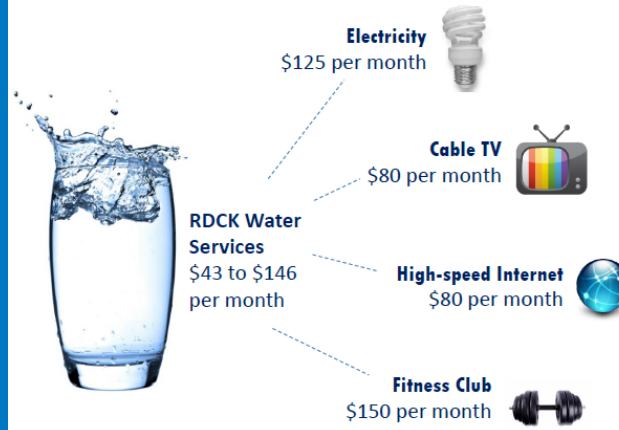 Electricity
$125 per month
Cable TV
$80 per month
RDCK Water
Services
$43 to $146
per month
High-speed Internet
$80 per month
Fitness Club
$150 per month